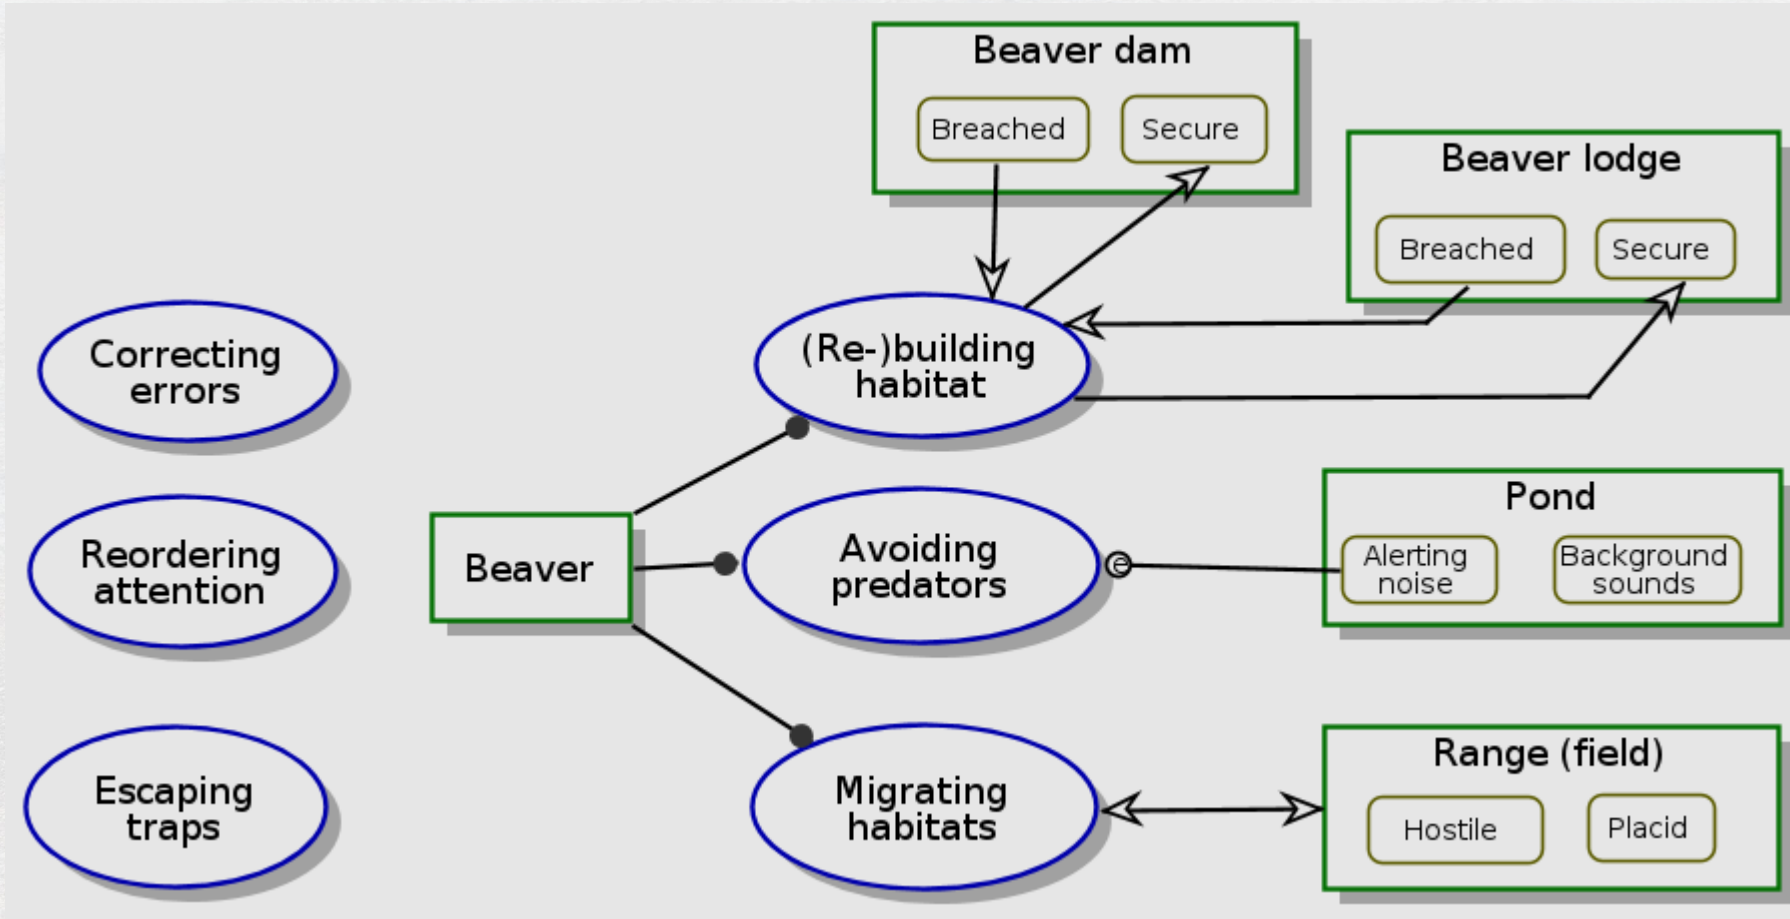 Beaver dam
Breached
Secure
Beaver lodge
Breached
Secure
Correcting
errors
(Re-)building
habitat
Reordering
attention
Beaver
Avoiding
predators
e
Pond
Alerting
noise
Background
sounds
Escaping
traps
Migrating
habitats
Range (field)
Hostile
Placid